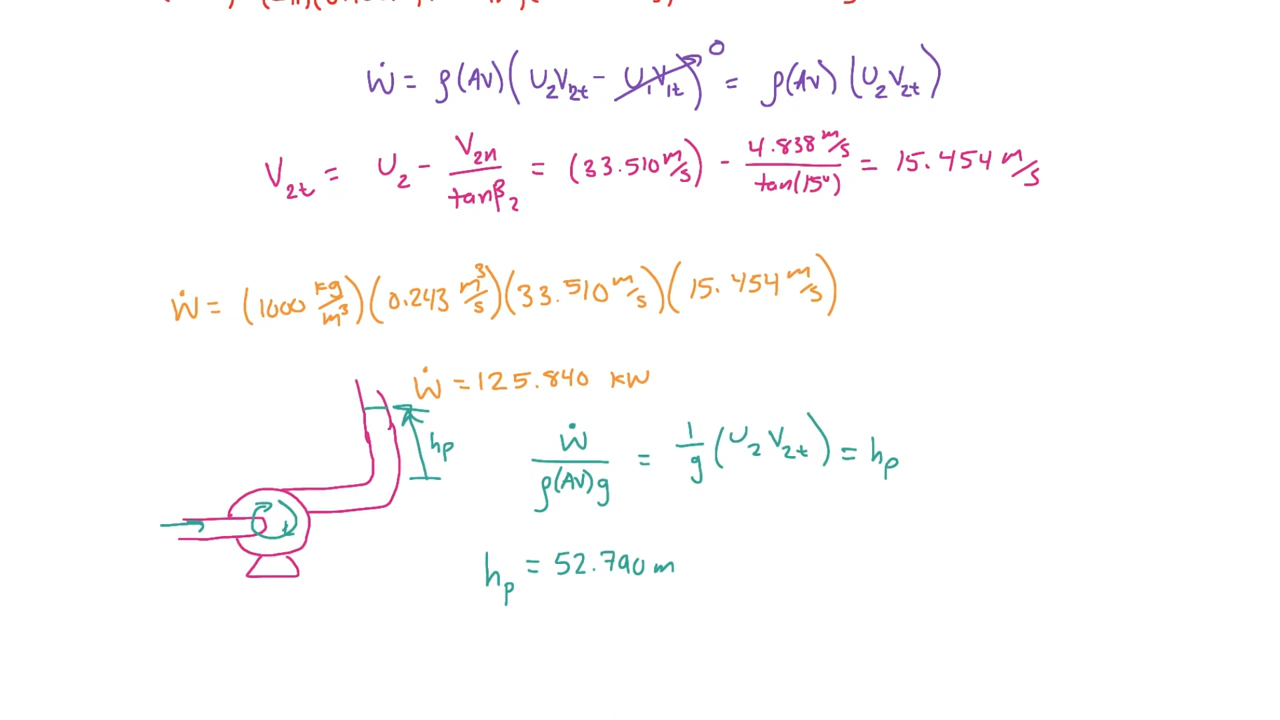 Ẇ = ρ(AV)(U₂V₂t − U₁V₁t)⁰ = ρ(AV)(U₂V₂t)
V₂t = U₂ − V₂n/tanβ₂ = (33.510 m/s) − 4.838 m/s / tan(15°) = 15.454 m/s
Ẇ = (1000 kg/m³)(0.243 m³/s)(33.510 m/s)(15.454 m/s)
Ẇ = 125.840 kW
hp
Ẇ/ρ(AV)g = 1/g (U₂V₂t) = hp
hp = 52.790 m